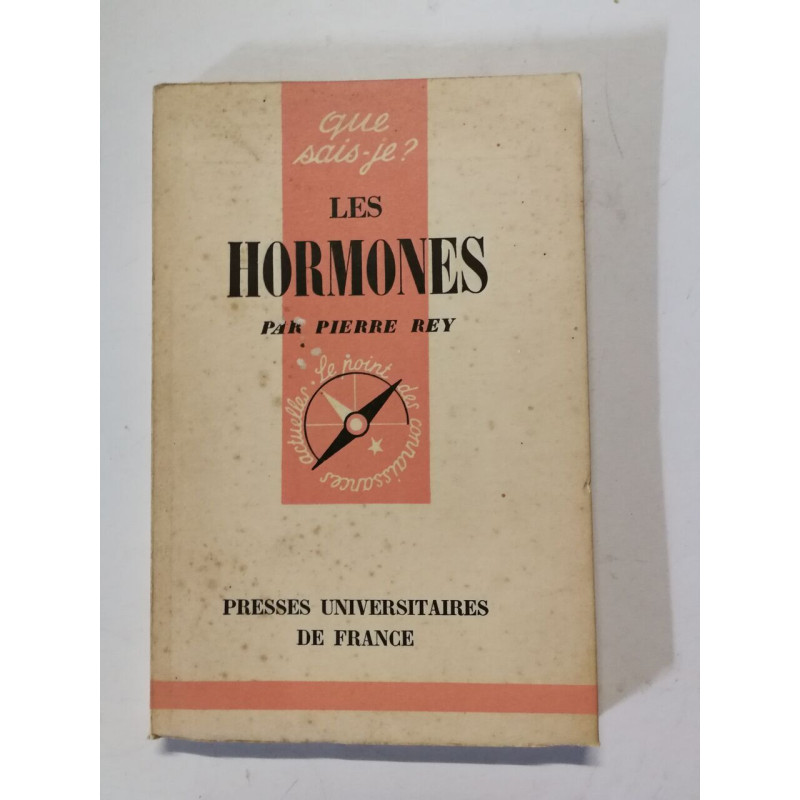 que
sais-je?
LES
HORMONES
PAR PIERRE REY
Le point des connaissances actuelles.
PRESSES UNIVERSITAIRES
DE FRANCE